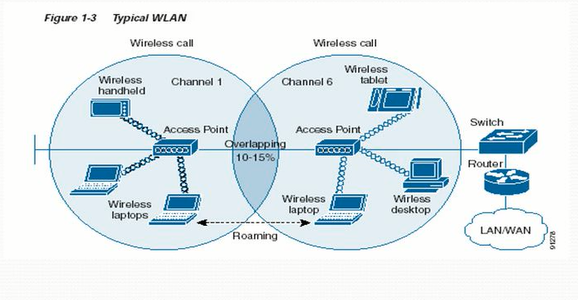 Figure 1-3 Typical WLAN
Wireless call
Wireless call
Wireless
handheld
Channel 1
Access Point
Wireless
laptops
Overlapping
10-15%
Channel 6
Wireless
tablet
Access Point
Wireless
laptop
Wirless
desktop
Roaming
Switch
Router
LAN/WAN
91278